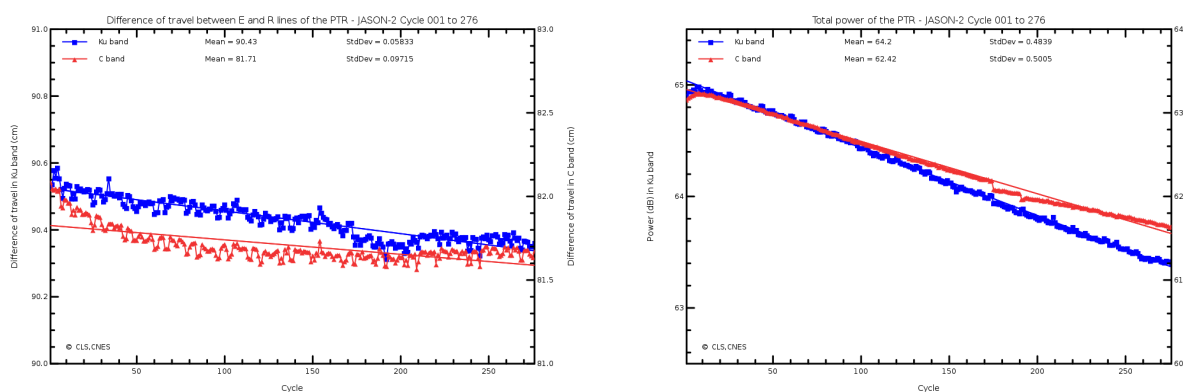 Difference of travel between E and R lines of the PTR - JASON-2 Cycle 001 to 276
91.0
90.8
90.6
90.4
90.2
90.0
Difference of travel in Ku band (cm)
Ku band Mean = 90.43 StdDev = 0.05833
C band Mean = 81.71 StdDev = 0.09715
83.0
82.5
82.0
81.5
81.0
Difference of travel in C band (cm)
© CLS,CNES
50 100 150 200 250
Cycle
Total power of the PTR - JASON-2 Cycle 001 to 276
65
64
63
Power (dB) in Ku band
Ku band Mean = 64.2 StdDev = 0.4839
C band Mean = 62.42 StdDev = 0.5005
64
63
62
61
60
© CLS,CNES
50 100 150 200 250
Cycle